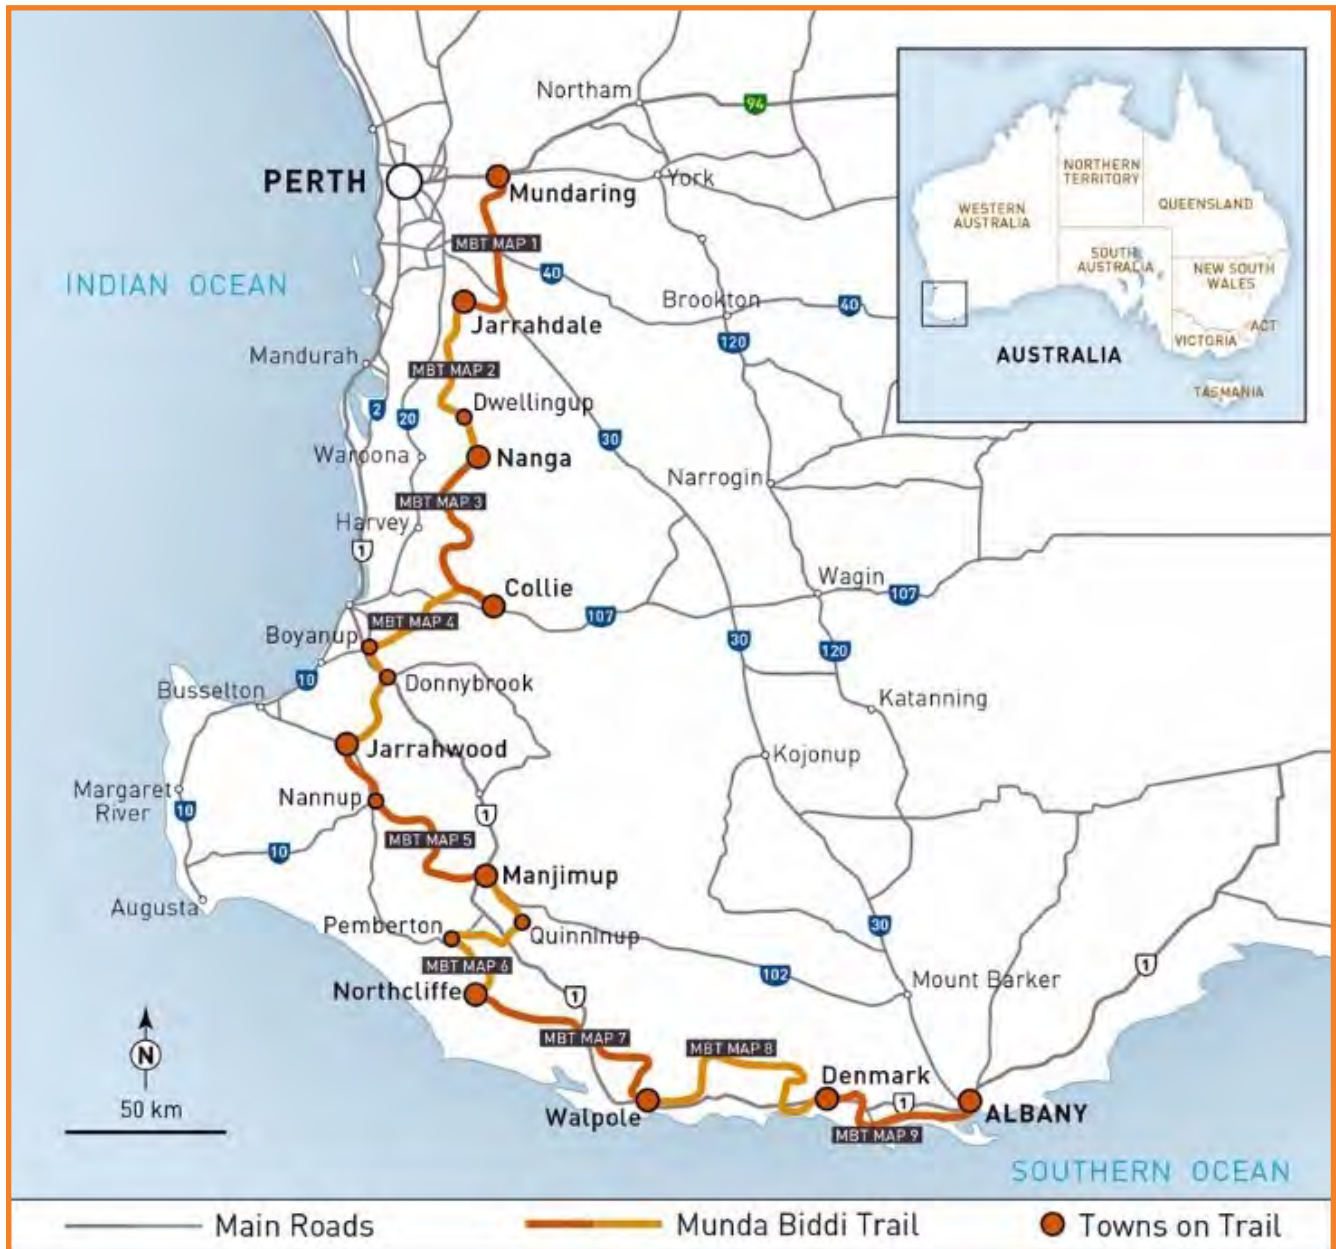 Northam
94
PERTH
Mundaring
York
MBT MAP 1
INDIAN OCEAN
40
Brookton
40
Jarrahdale
120
Mandurah
MBT MAP 2
2
20
Dwellingup
30
Waroona
Nanga
Narrogin
MBT MAP 3
Harvey
1
Collie
Wagin
107
107
MBT MAP 4
Boyanup
30
120
10
Donnybrook
Busselton
Katanning
Jarrahwood
Kojonup
Margaret
River
10
Nannup
1
MBT MAP 5
10
Manjimup
Augusta
Pemberton
Quinninup
30
MBT MAP 6
102
1
Northcliffe
1
Mount Barker
MBT MAP 7
MBT MAP 8
N
50 km
Walpole
Denmark
1
ALBANY
MBT MAP 9
SOUTHERN OCEAN
NORTHERN
TERRITORY
WESTERN
AUSTRALIA
QUEENSLAND
SOUTH
AUSTRALIA
NEW SOUTH
WALES
ACT
VICTORIA
AUSTRALIA
TASMANIA
Main Roads
Munda Biddi Trail
Towns on Trail